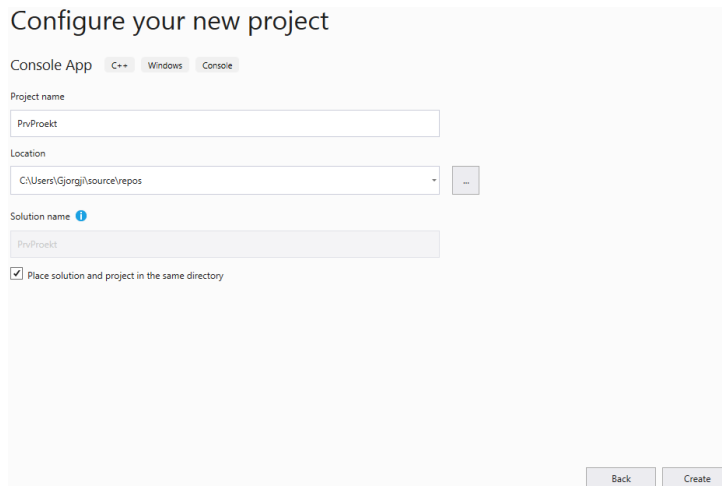 Configure your new project
Console App C++ Windows Console
Project name
PrvProekt
Location
C:\Users\Gjorgji\source\repos
...
Solution name
PrvProekt
Place solution and project in the same directory
Back Create